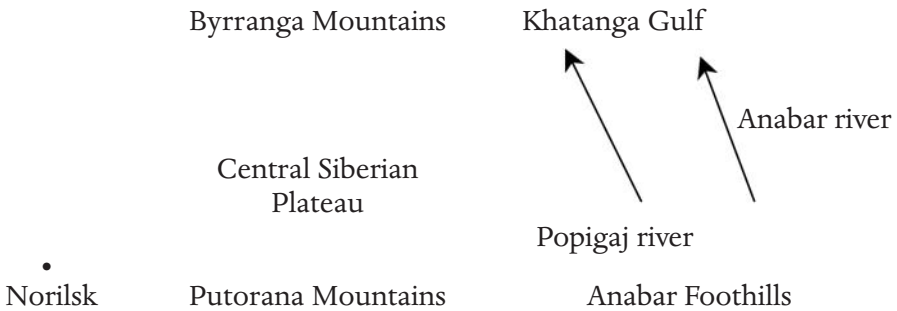 Byrranga Mountains
Khatanga Gulf
Anabar river
Central Siberian
Plateau
Popigaj river
Norilsk
Putorana Mountains
Anabar Foothills